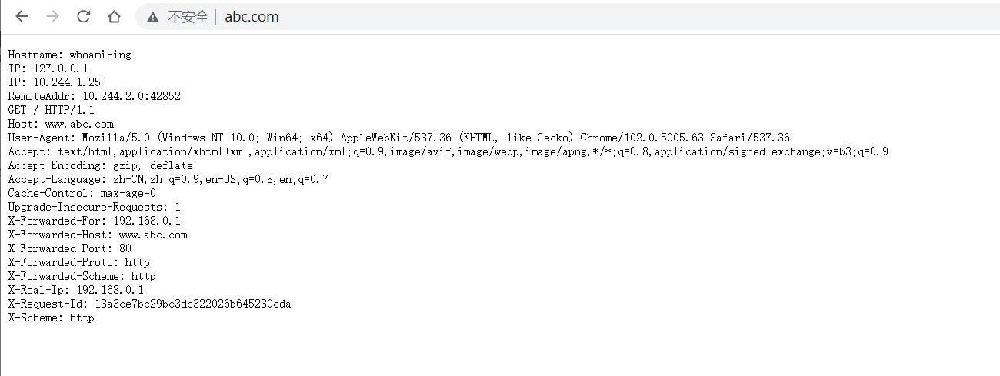 不安全 | abc.com
Hostname: whoami-ing
IP: 127.0.0.1
IP: 10.244.1.25
RemoteAddr: 10.244.2.0:42852
GET / HTTP/1.1
Host: www.abc.com
User-Agent: Mozilla/5.0 (Windows NT 10.0; Win64; x64) AppleWebKit/537.36 (KHTML, like Gecko) Chrome/102.0.5005.63 Safari/537.36
Accept: text/html,application/xhtml+xml,application/xml;q=0.9,image/avif,image/webp,image/apng,*/*;q=0.8,application/signed-exchange;v=b3;q=0.9
Accept-Encoding: gzip, deflate
Accept-Language: zh-CN,zh;q=0.9,en-US;q=0.8,en;q=0.7
Cache-Control: max-age=0
Upgrade-Insecure-Requests: 1
X-Forwarded-For: 192.168.0.1
X-Forwarded-Host: www.abc.com
X-Forwarded-Port: 80
X-Forwarded-Proto: http
X-Forwarded-Scheme: http
X-Real-Ip: 192.168.0.1
X-Request-Id: 13a3ce7bc29bc3dc322026b645230cda
X-Scheme: http